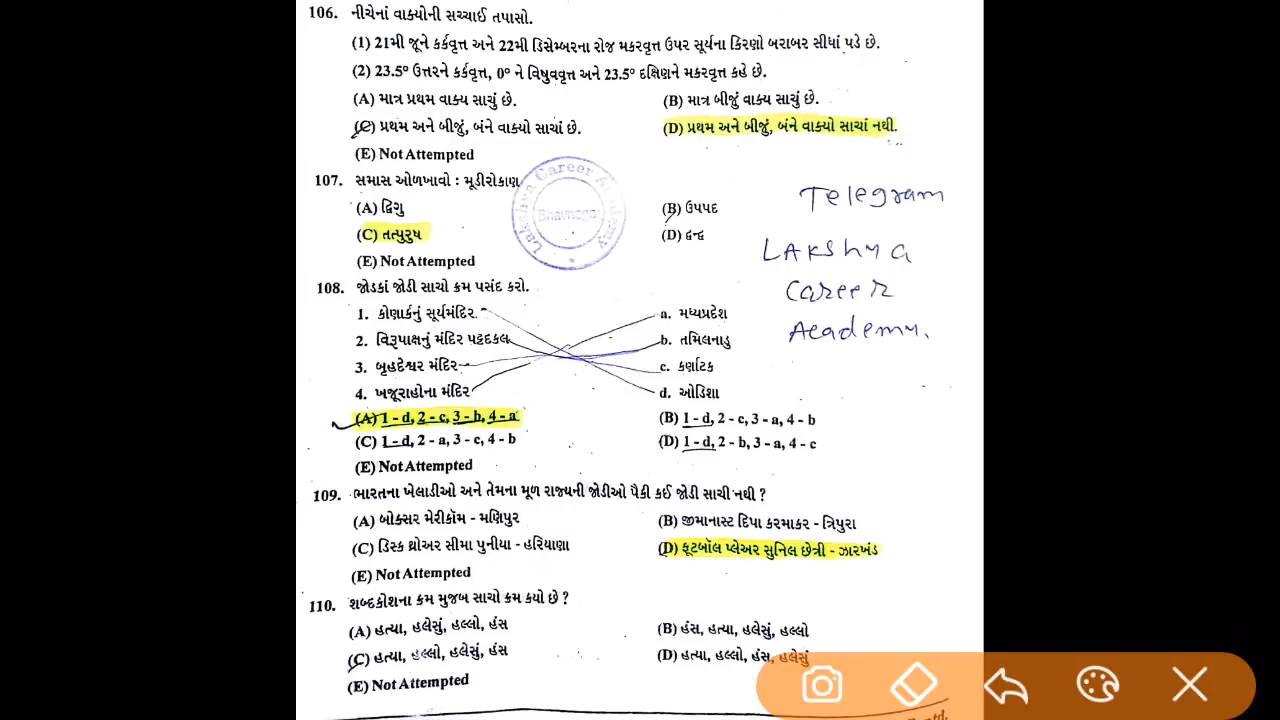 106. નીચેનાં વાક્યોની સચ્ચાઈ તપાસો.
(1) 21મી જૂને કર્કવૃત્ત અને 22મી ડિસેમ્બરના રોજ મકરવૃત્ત ઉપર સૂર્યના કિરણો બરાબર સીધાં પડે છે.
(2) 23.5° ઉત્તરને કર્કવૃત્ત, 0° ને વિષુવવૃત્ત અને 23.5° દક્ષિણને મકરવૃત્ત કહે છે.
(A) માત્ર પ્રથમ વાક્ય સાચું છે. (B) માત્ર બીજું વાક્ય સાચું છે.
(C) પ્રથમ અને બીજું, બંને વાક્યો સાચાં છે. (D) પ્રથમ અને બીજું, બંને વાક્યો સાચાં નથી.
(E) Not Attempted
107. સમાસ ઓળખાવો : મૂડીરોકાણ
(A) દ્વિગુ (B) ઉપપદ
(C) તત્પુરુષ (D) દ્વન્દ્વ
(E) Not Attempted
Lakshya Career Academy
Bhavnagar
Telegram
LAKShyA
Career
Academy.
108. જોડકાં જોડી સાચો ક્રમ પસંદ કરો.
1. કોણાર્કનું સૂર્યમંદિર a. મધ્યપ્રદેશ
2. વિરૂપાક્ષનું મંદિર પટ્ટદકલ b. તમિલનાડુ
3. બૃહદેશ્વર મંદિર c. કર્ણાટક
4. ખજૂરાહોના મંદિર d. ઓડિશા
(A) 1 - d, 2 - c, 3 - b, 4 - a (B) 1 - d, 2 - c, 3 - a, 4 - b
(C) 1 - d, 2 - a, 3 - c, 4 - b (D) 1 - d, 2 - b, 3 - a, 4 - c
(E) Not Attempted
109. ભારતના ખેલાડીઓ અને તેમના મૂળ રાજ્યની જોડીઓ પૈકી કઈ જોડી સાચી નથી ?
(A) બોક્સર મેરીકૉમ - મણિપુર (B) જીમાનાસ્ટ દિપા કરમાકર - ત્રિપુરા
(C) ડિસ્ક થ્રોઅર સીમા પુનીયા - હરિયાણા (D) ફૂટબૉલ પ્લેઅર સુનિલ છેત્રી - ઝારખંડ
(E) Not Attempted
110. શબ્દકોશના ક્રમ મુજબ સાચો ક્રમ કયો છે ?
(A) હત્યા, હલેસું, હલ્લો, હંસ (B) હંસ, હત્યા, હલેસું, હલ્લો
(C) હત્યા, હલ્લો, હલેસું, હંસ (D) હત્યા, હલ્લો, હંસ, હલેસું
(E) Not Attempted